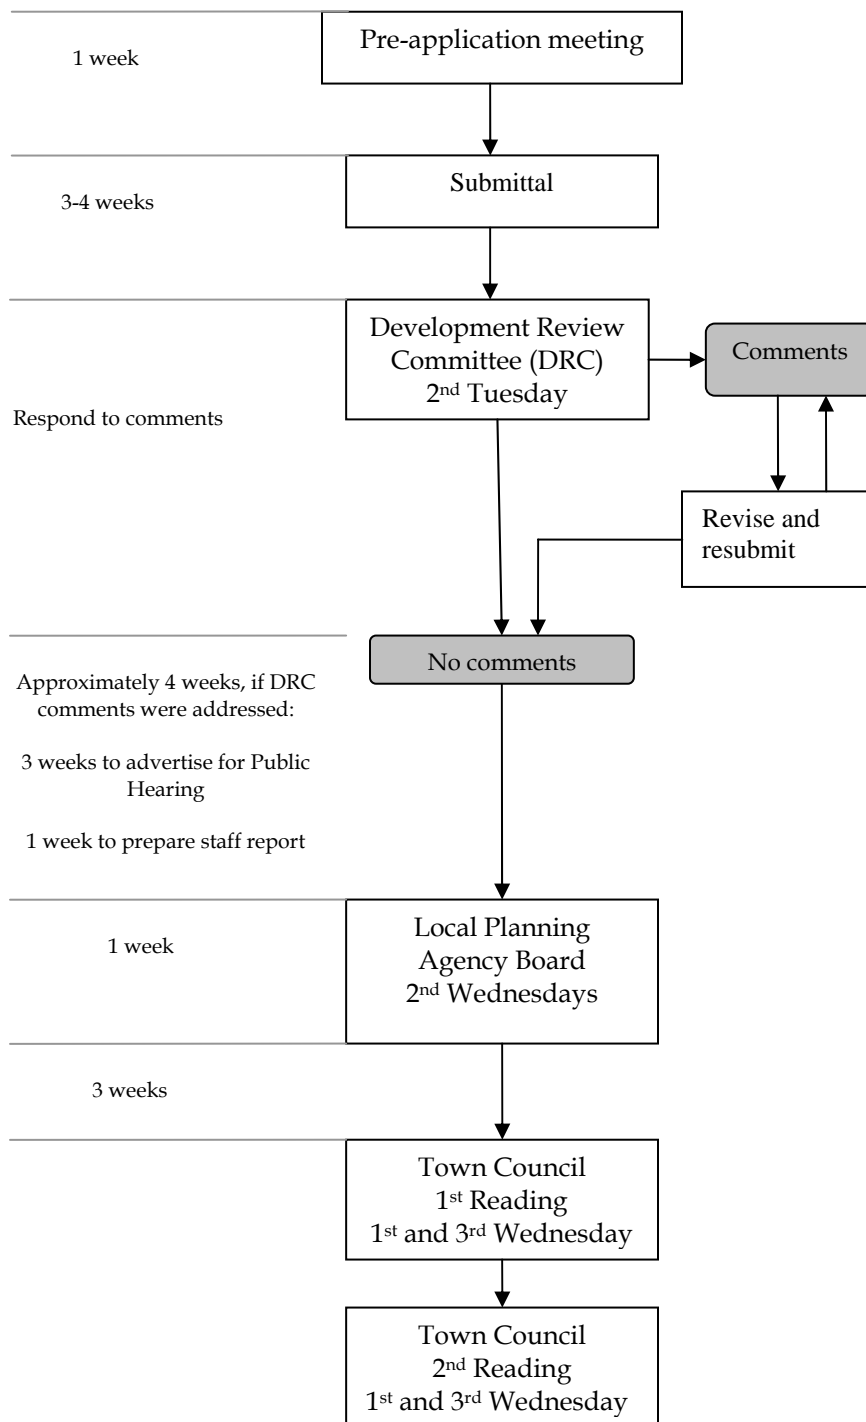 1 week
Pre-application meeting
3-4 weeks
Submittal
Development Review
Committee (DRC)
2nd Tuesday
Comments
Respond to comments
Revise and
resubmit
No comments
Approximately 4 weeks, if DRC
comments were addressed:
3 weeks to advertise for Public
Hearing
1 week to prepare staff report
1 week
Local Planning
Agency Board
2nd Wednesdays
3 weeks
Town Council
1st Reading
1st and 3rd Wednesday
Town Council
2nd Reading
1st and 3rd Wednesday